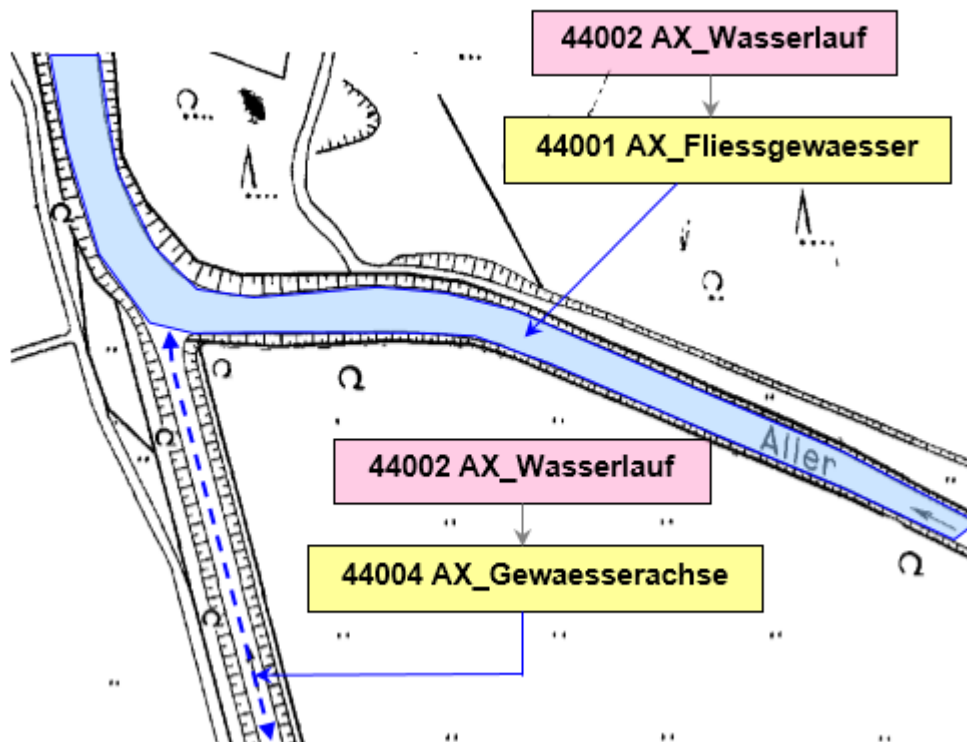 44002 AX_Wasserlauf
44001 AX_Fliessgewaesser
Aller
44002 AX_Wasserlauf
44004 AX_Gewaesserachse